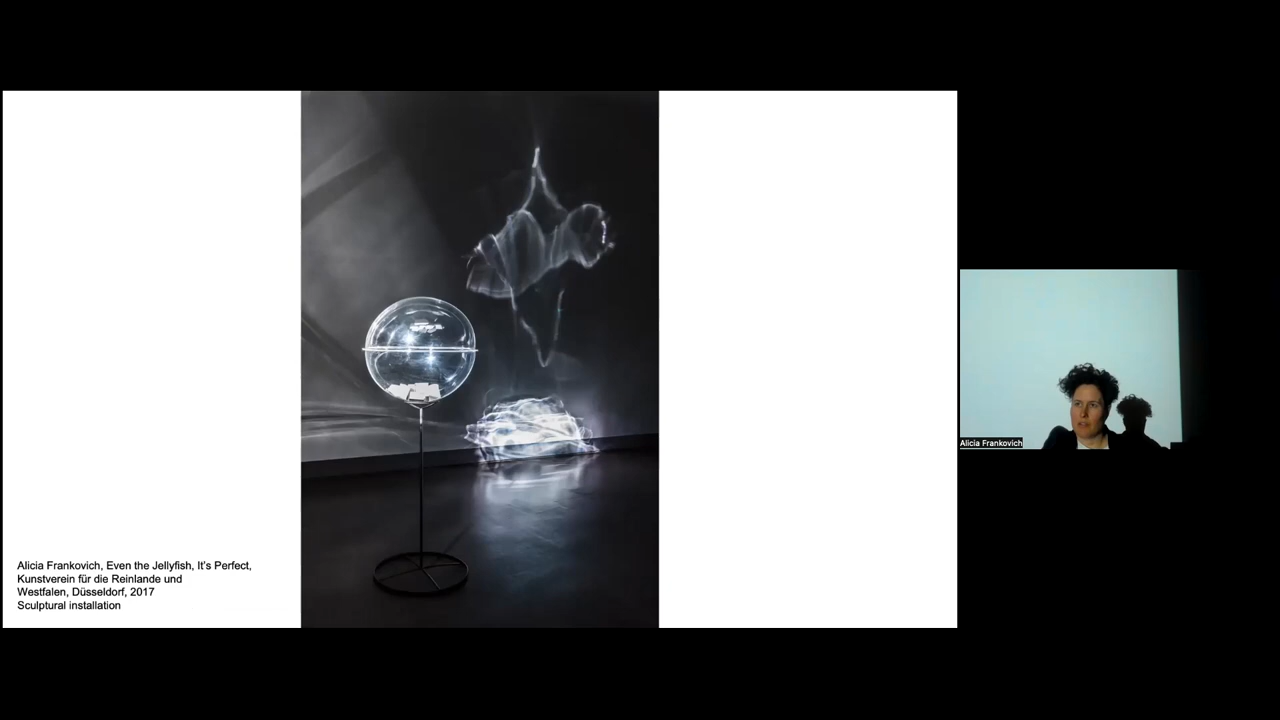 Alicia Frankovich, Even the Jellyfish, It's Perfect,
Kunstverein für die Reinlande und
Westfalen, Düsseldorf, 2017
Sculptural installation
Alicia Frankovich